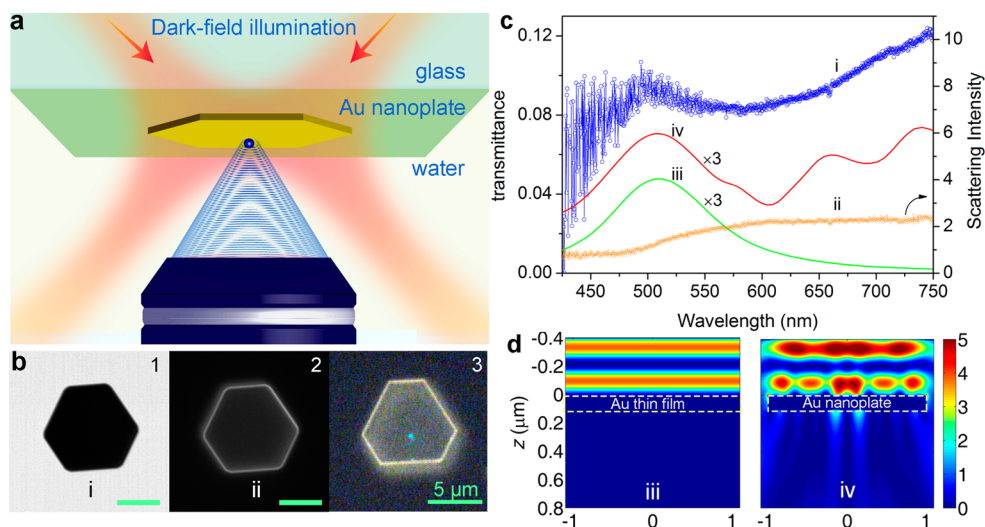 a
Dark-field illumination
glass
Au nanoplate
water
b
1
i
2
ii
3
5 μm
c
transmittance
0.12
0.08
0.04
0.00
i
iv
×3
iii
×3
ii
10
8
6
4
2
0
Scattering Intensity
450 500 550 600 650 700 750
Wavelength (nm)
d
z (μm)
-0.4
-0.2
0
0.2
0.4
0.6
0.8
Au thin film
iii
-1 0 1
Au nanoplate
iv
-1 0 1
5
4
3
2
1
0